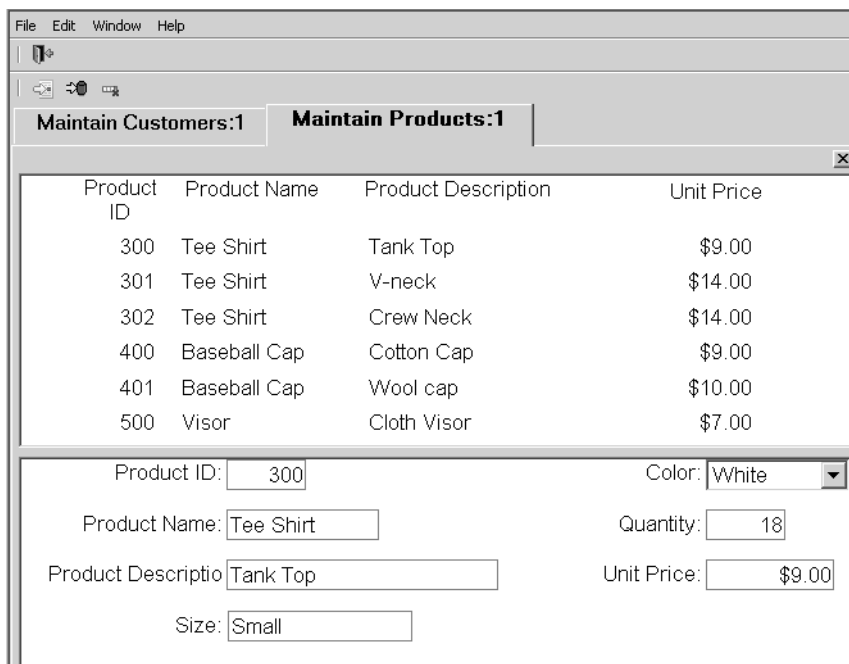 File Edit Window Help
Maintain Customers:1 Maintain Products:1
Product ID Product Name Product Description Unit Price
300 Tee Shirt Tank Top $9.00
301 Tee Shirt V-neck $14.00
302 Tee Shirt Crew Neck $14.00
400 Baseball Cap Cotton Cap $9.00
401 Baseball Cap Wool cap $10.00
500 Visor Cloth Visor $7.00
Product ID: 300 Color: White
Product Name: Tee Shirt Quantity: 18
Product Descriptio Tank Top Unit Price: $9.00
Size: Small